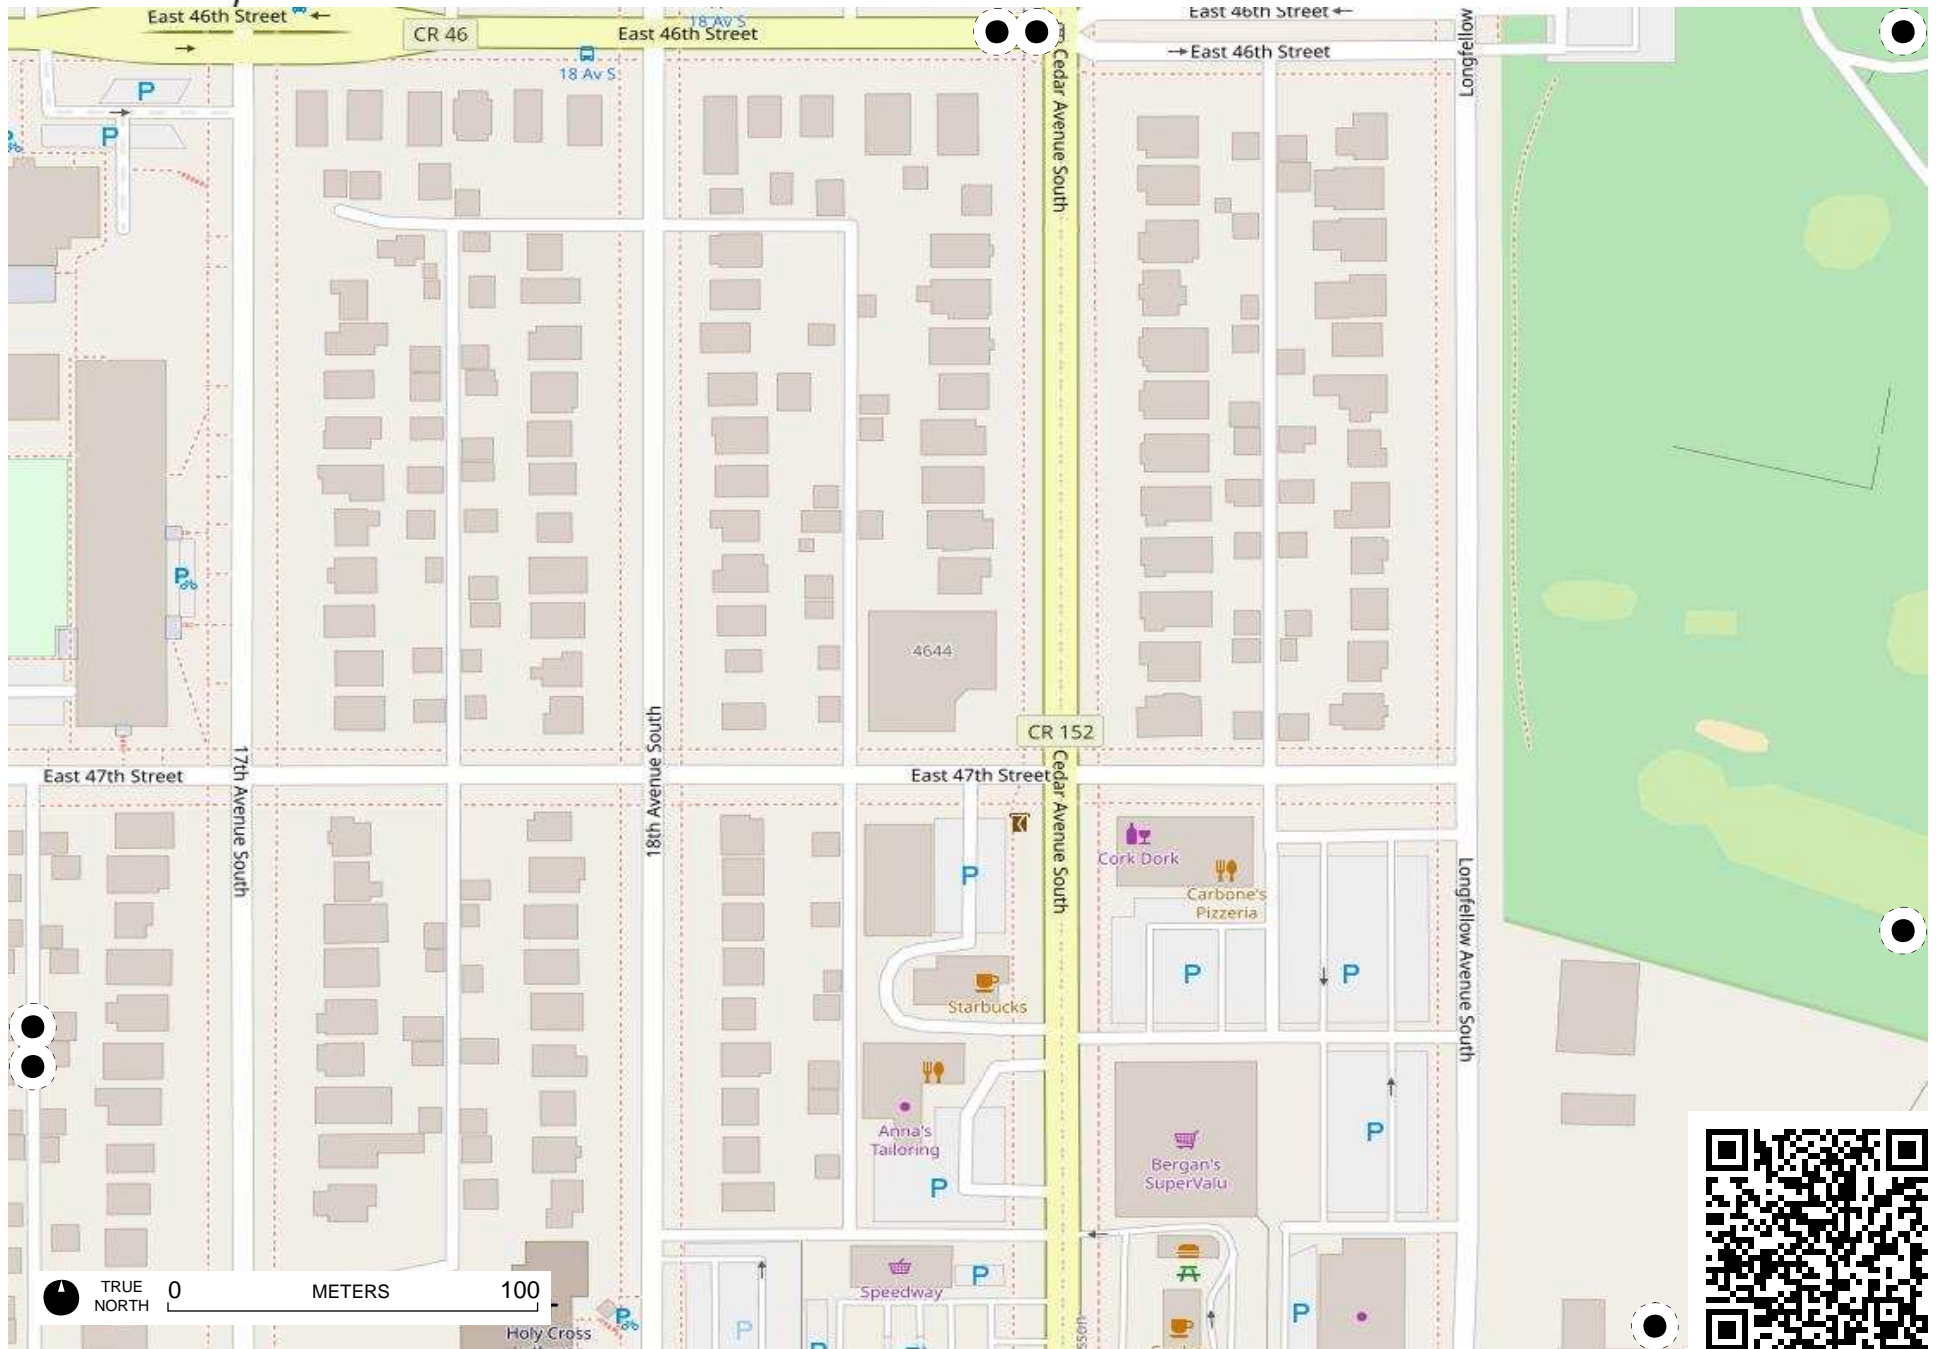 East 46th Street
CR 46
18 Av S
East 46th Street
18 Av S
East 46th Street
East 46th Street
Cedar Avenue South
Longfellow
P
P
P
4644
CR 152
17th Avenue South
18th Avenue South
East 47th Street
East 47th Street
Cedar Avenue South
Cork Dork
Carbone's
Pizzeria
P
P
P
Longfellow Avenue South
Starbucks
Anna's
Tailoring
P
P
Bergan's
SuperValu
Speedway
P
P
P
P
P
TRUE
NORTH
0 METERS 100
Holy Cross